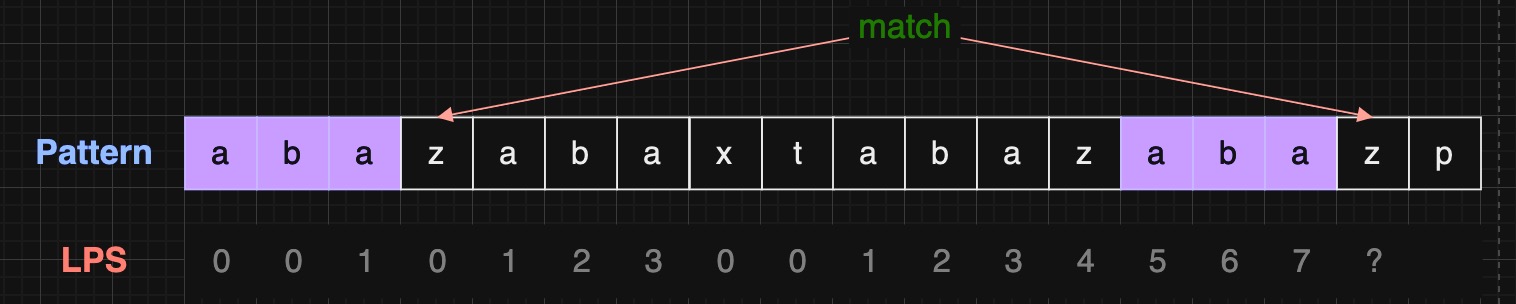 match
Pattern a b a z a b a x t a b a z a b a z p
LPS 0 0 1 0 1 2 3 0 0 1 2 3 4 5 6 7 ?